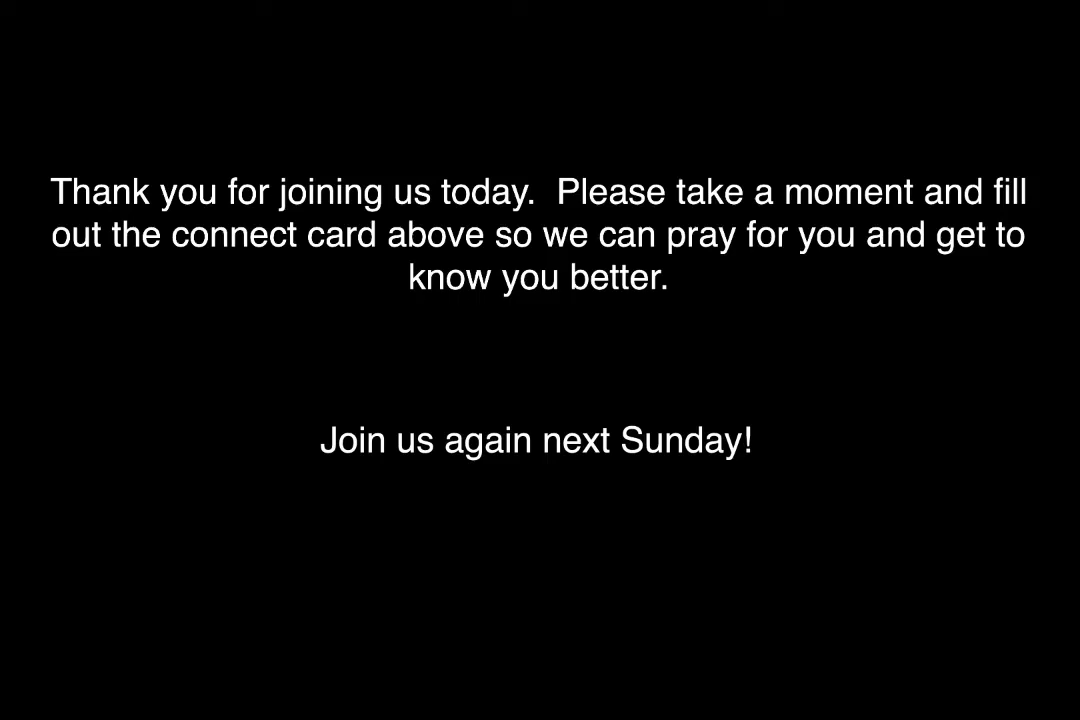 Thank you for joining us today.  Please take a moment and fill
out the connect card above so we can pray for you and get to
know you better.
Join us again next Sunday!